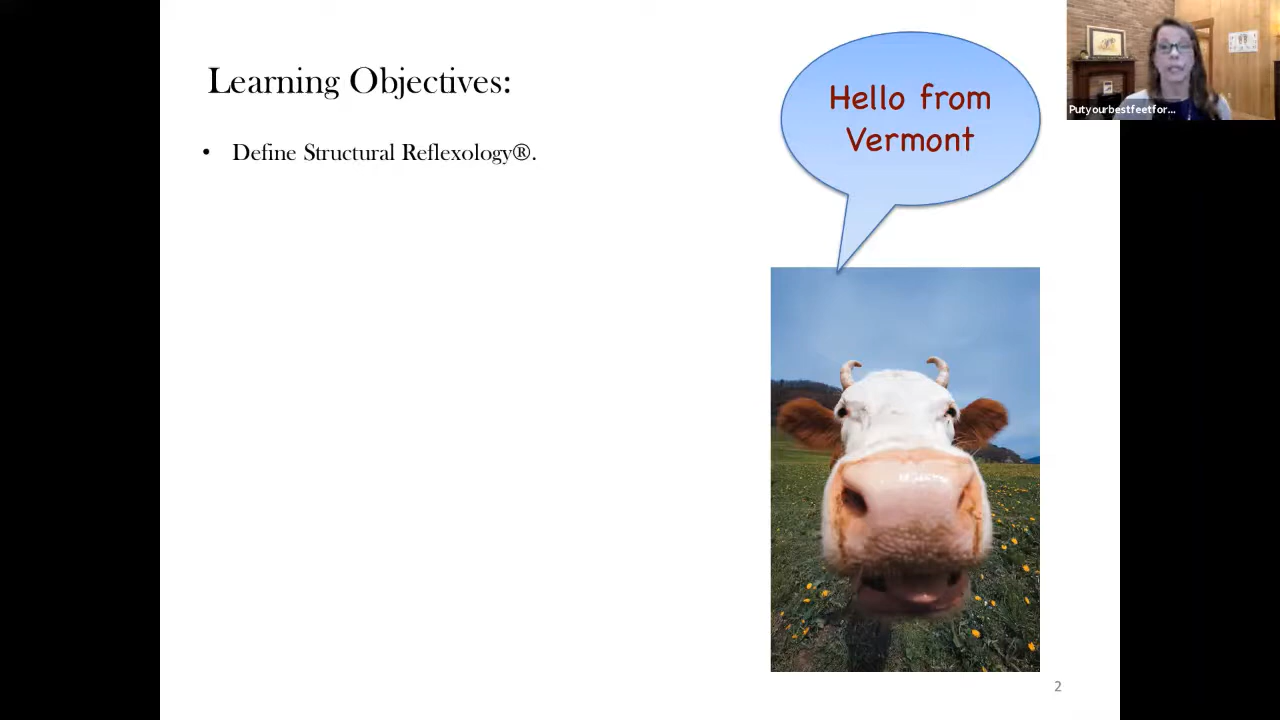 Learning Objectives:
• Define Structural Reflexology®.
Hello from
Vermont
Putyourbestfeetfor...
2